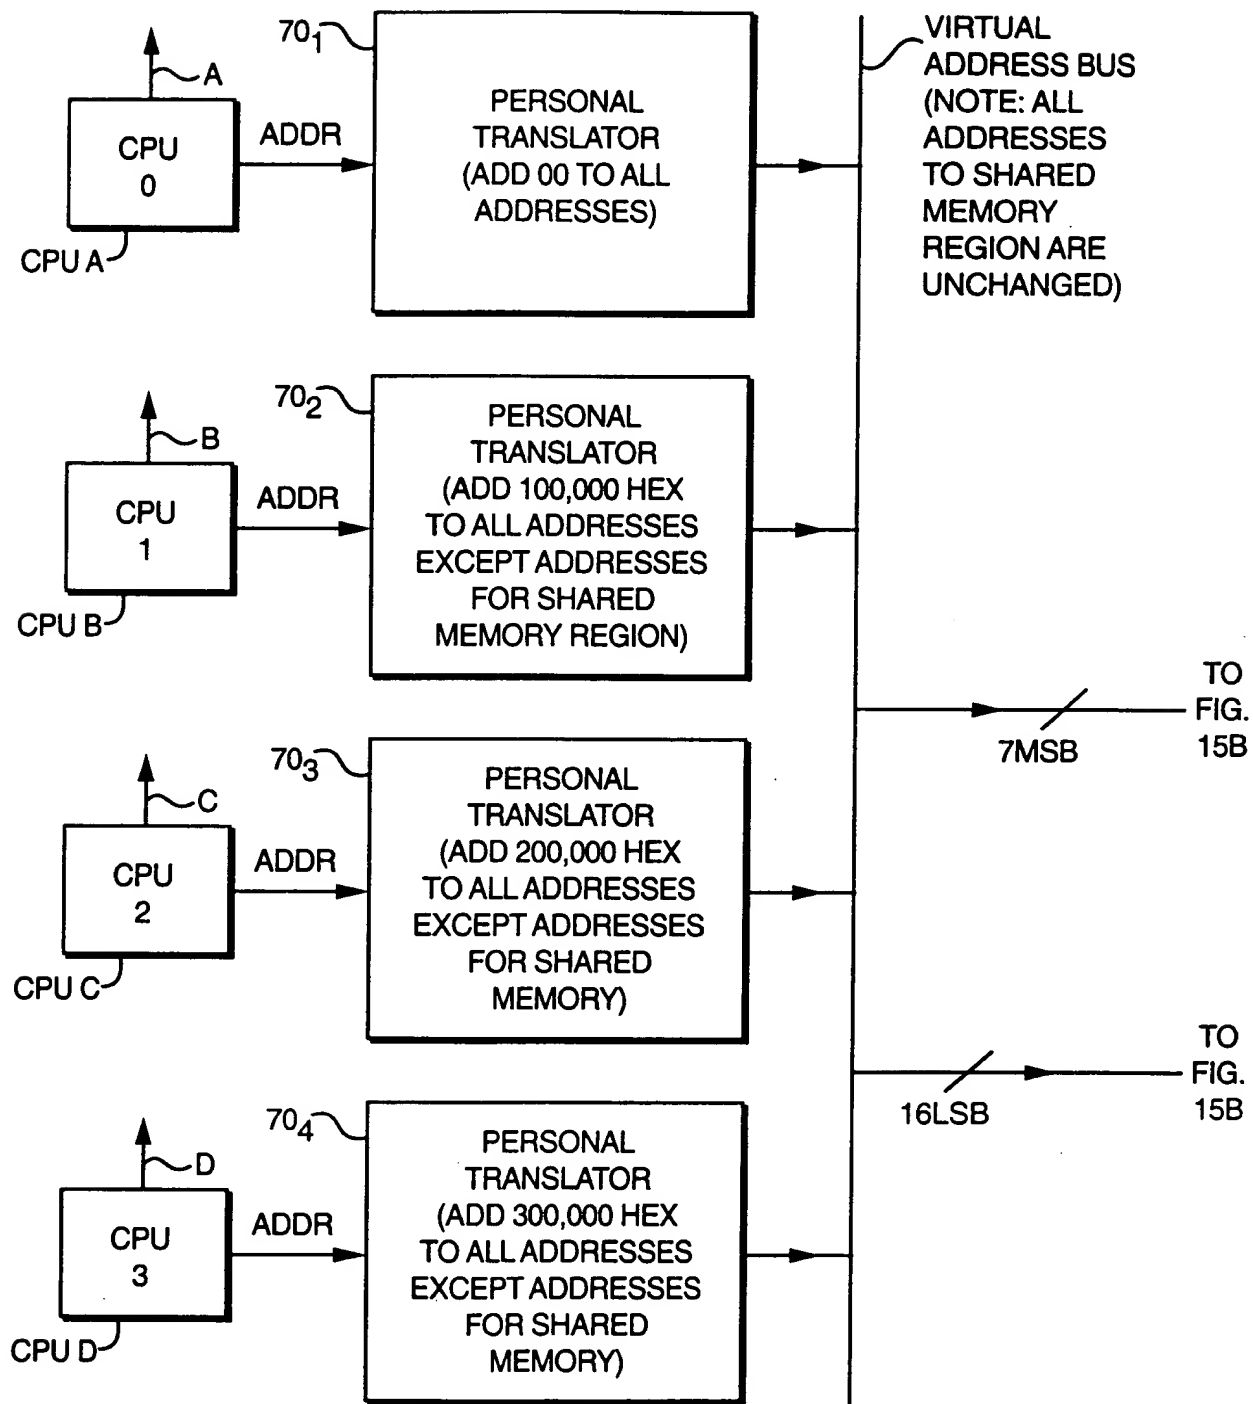 70₁
A
CPU
0
CPU A
ADDR
PERSONAL
TRANSLATOR
(ADD 00 TO ALL
ADDRESSES)
VIRTUAL
ADDRESS BUS
(NOTE: ALL
ADDRESSES
TO SHARED
MEMORY
REGION ARE
UNCHANGED)
70₂
B
CPU
1
CPU B
ADDR
PERSONAL
TRANSLATOR
(ADD 100,000 HEX
TO ALL ADDRESSES
EXCEPT ADDRESSES
FOR SHARED
MEMORY REGION)
7MSB
TO
FIG.
15B
70₃
C
CPU
2
CPU C
ADDR
PERSONAL
TRANSLATOR
(ADD 200,000 HEX
TO ALL ADDRESSES
EXCEPT ADDRESSES
FOR SHARED
MEMORY)
16LSB
TO
FIG.
15B
70₄
D
CPU
3
CPU D
ADDR
PERSONAL
TRANSLATOR
(ADD 300,000 HEX
TO ALL ADDRESSES
EXCEPT ADDRESSES
FOR SHARED
MEMORY)